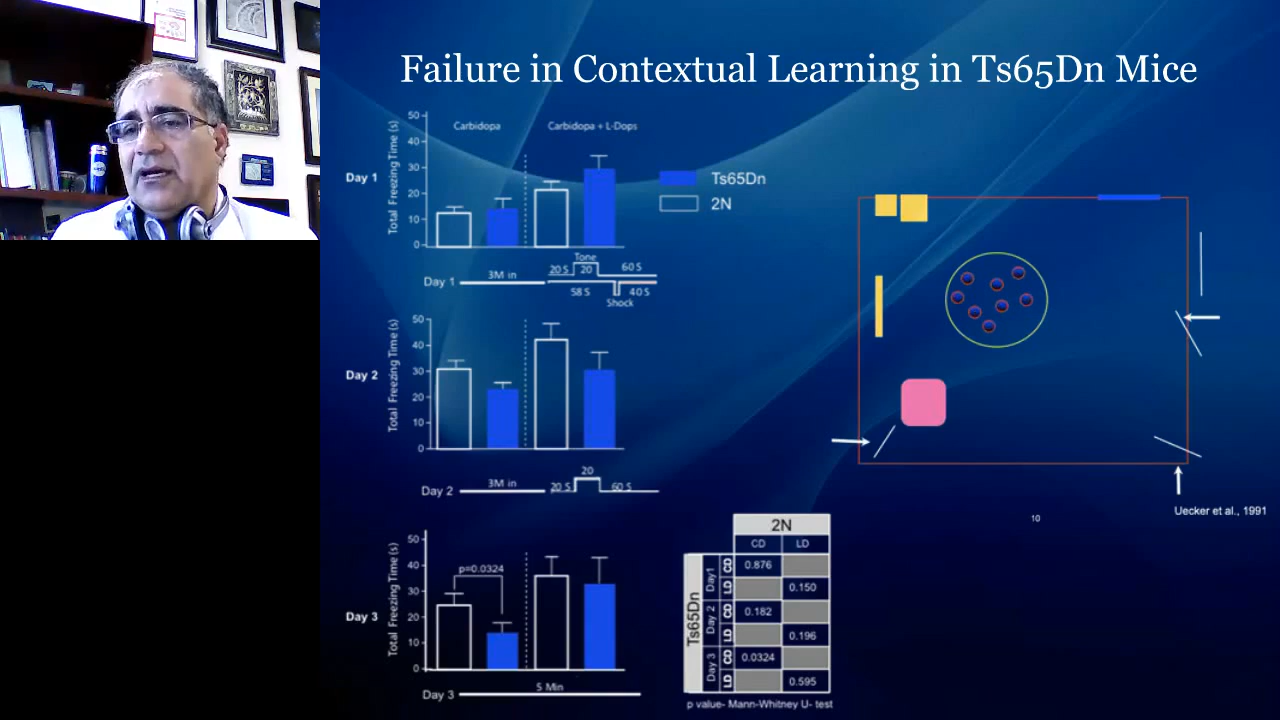 Failure in Contextual Learning in Ts65Dn Mice
Carbidopa
Carbidopa + L-Dops
Total Freezing Time (s)
50
40
30
20
10
0
Day 1
Ts65Dn
2N
Day 1
3M in
20 S
Tone
20
60 S
58 S
40 S
Shock
Total Freezing Time (s)
50
40
30
20
10
0
Day 2
Day 2
3M in
20 S
20
60 S
Total Freezing Time (s)
50
40
30
20
10
0
p=0.0324
Day 3
Day 3
5 Min
2N
CD LD
Ts65Dn
Day1
CD 0.876
LD 0.150
Day 2
CD 0.182
LD 0.196
Day 3
CD 0.0324
LD 0.595
p value- Mann-Whitney U- test
Uecker et al., 1991
10